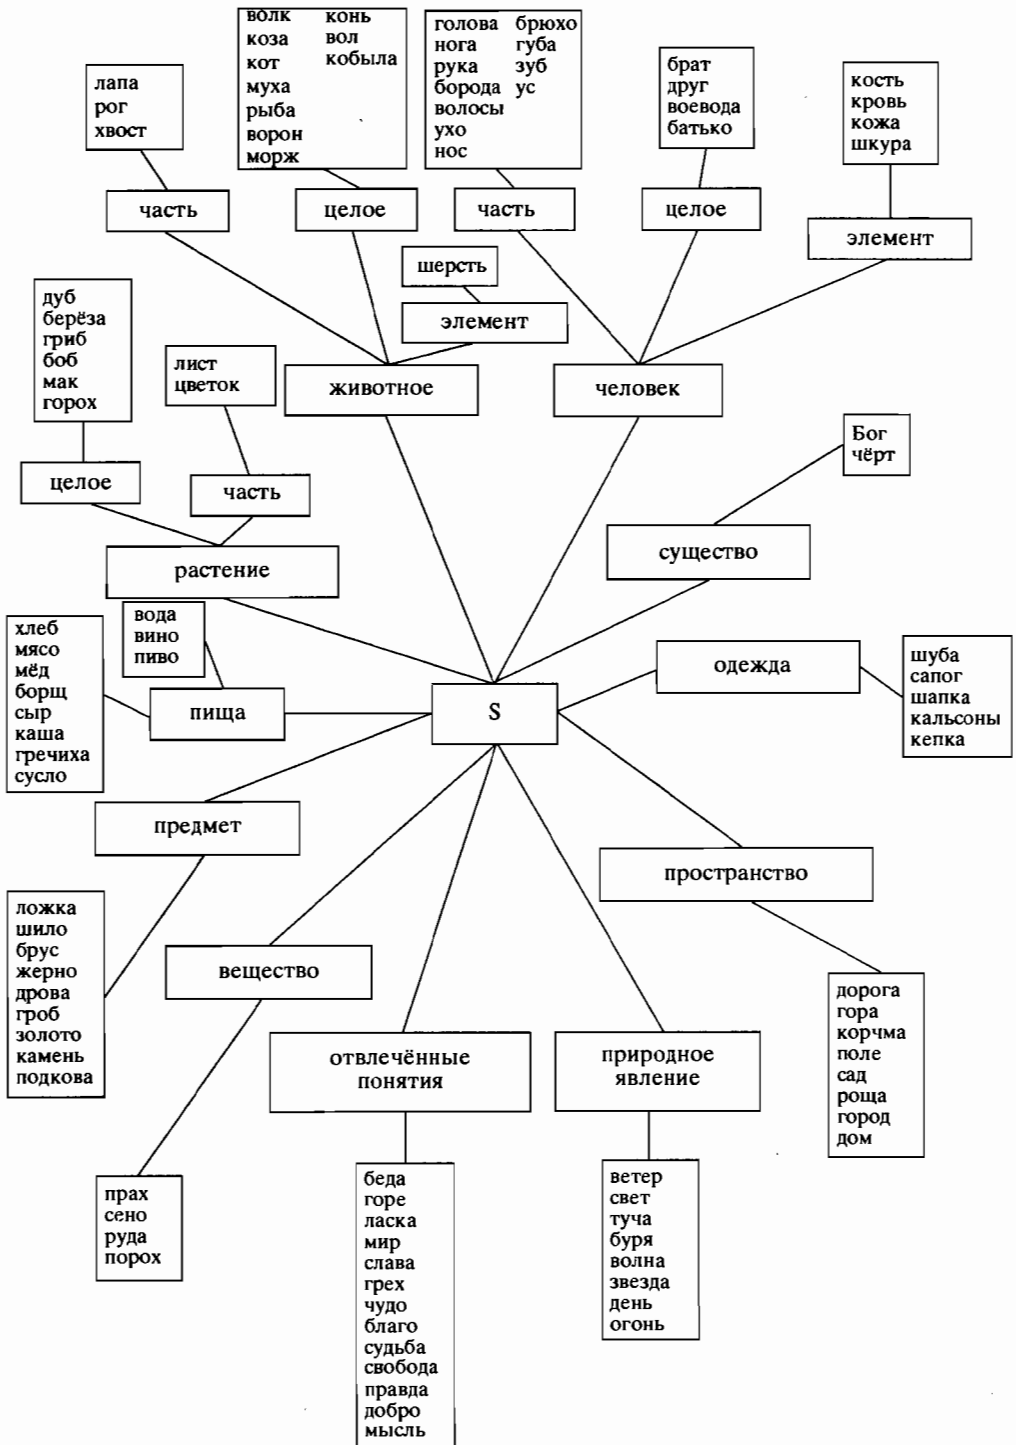 лапа
рог
хвост
часть
волк
коза
кот
муха
рыба
ворон
морж
конь
вол
кобыла
целое
шерсть
элемент
животное
голова
нога
рука
борода
волосы
ухо
нос
брюхо
губа
зуб
ус
часть
брат
друг
воевода
батько
целое
кость
кровь
кожа
шкура
элемент
человек
дуб
берёза
гриб
боб
мак
горох
целое
лист
цветок
часть
растение
Бог
чёрт
существо
хлеб
мясо
мёд
борщ
сыр
каша
гречиха
сусло
вода
вино
пиво
пища
S
одежда
шуба
сапог
шапка
кальсоны
кепка
предмет
ложка
шило
брус
жерно
дрова
гроб
золото
камень
подкова
пространство
дорога
гора
корчма
поле
сад
роща
город
дом
вещество
прах
сено
руда
порох
отвлечённые
понятия
беда
горе
ласка
мир
слава
грех
чудо
благо
судьба
свобода
правда
добро
мысль
природное
явление
ветер
свет
туча
буря
волна
звезда
день
огонь